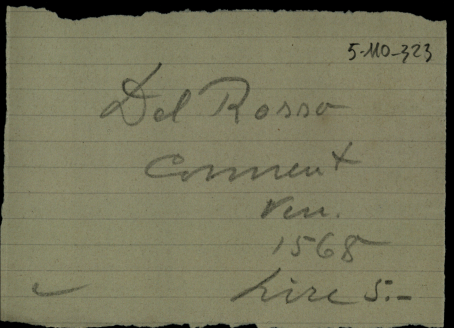 5-110-323
Del Rosso
Comment
Ven.
1568
Lire 5.-